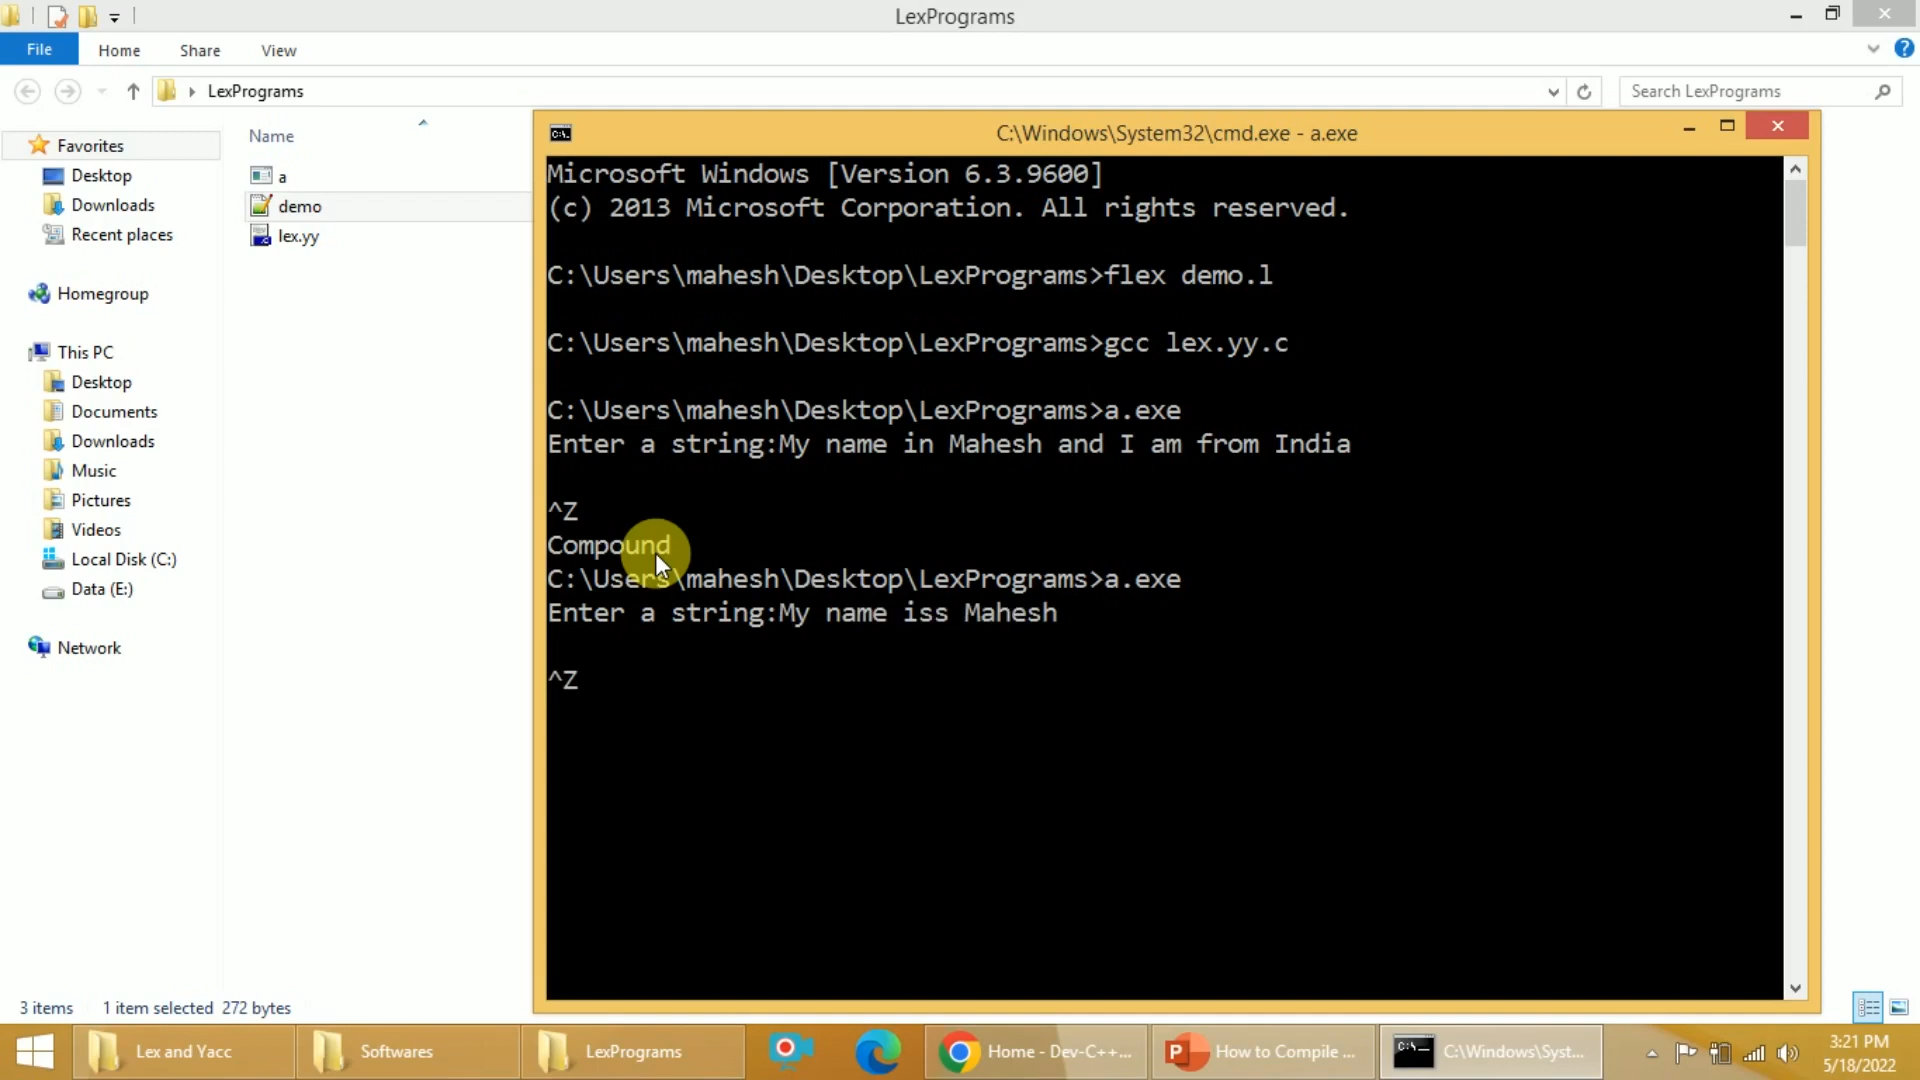 LexPrograms
File Home Share View
LexPrograms
Search LexPrograms
Favorites
Desktop
Downloads
Recent places
Homegroup
This PC
Desktop
Documents
Downloads
Music
Pictures
Videos
Local Disk (C:)
Data (E:)
Network
Name
a
demo
lex.yy
C:\Windows\System32\cmd.exe - a.exe
Microsoft Windows [Version 6.3.9600]
(c) 2013 Microsoft Corporation. All rights reserved.
C:\Users\mahesh\Desktop\LexPrograms>flex demo.l
C:\Users\mahesh\Desktop\LexPrograms>gcc lex.yy.c
C:\Users\mahesh\Desktop\LexPrograms>a.exe
Enter a string:My name in Mahesh and I am from India
^Z
Compound
C:\Users\mahesh\Desktop\LexPrograms>a.exe
Enter a string:My name iss Mahesh
^Z
3 items 1 item selected 272 bytes
Lex and Yacc
Softwares
LexPrograms
Home - Dev-C++...
How to Compile ...
C:\Windows\Syst...
3:21 PM
5/18/2022